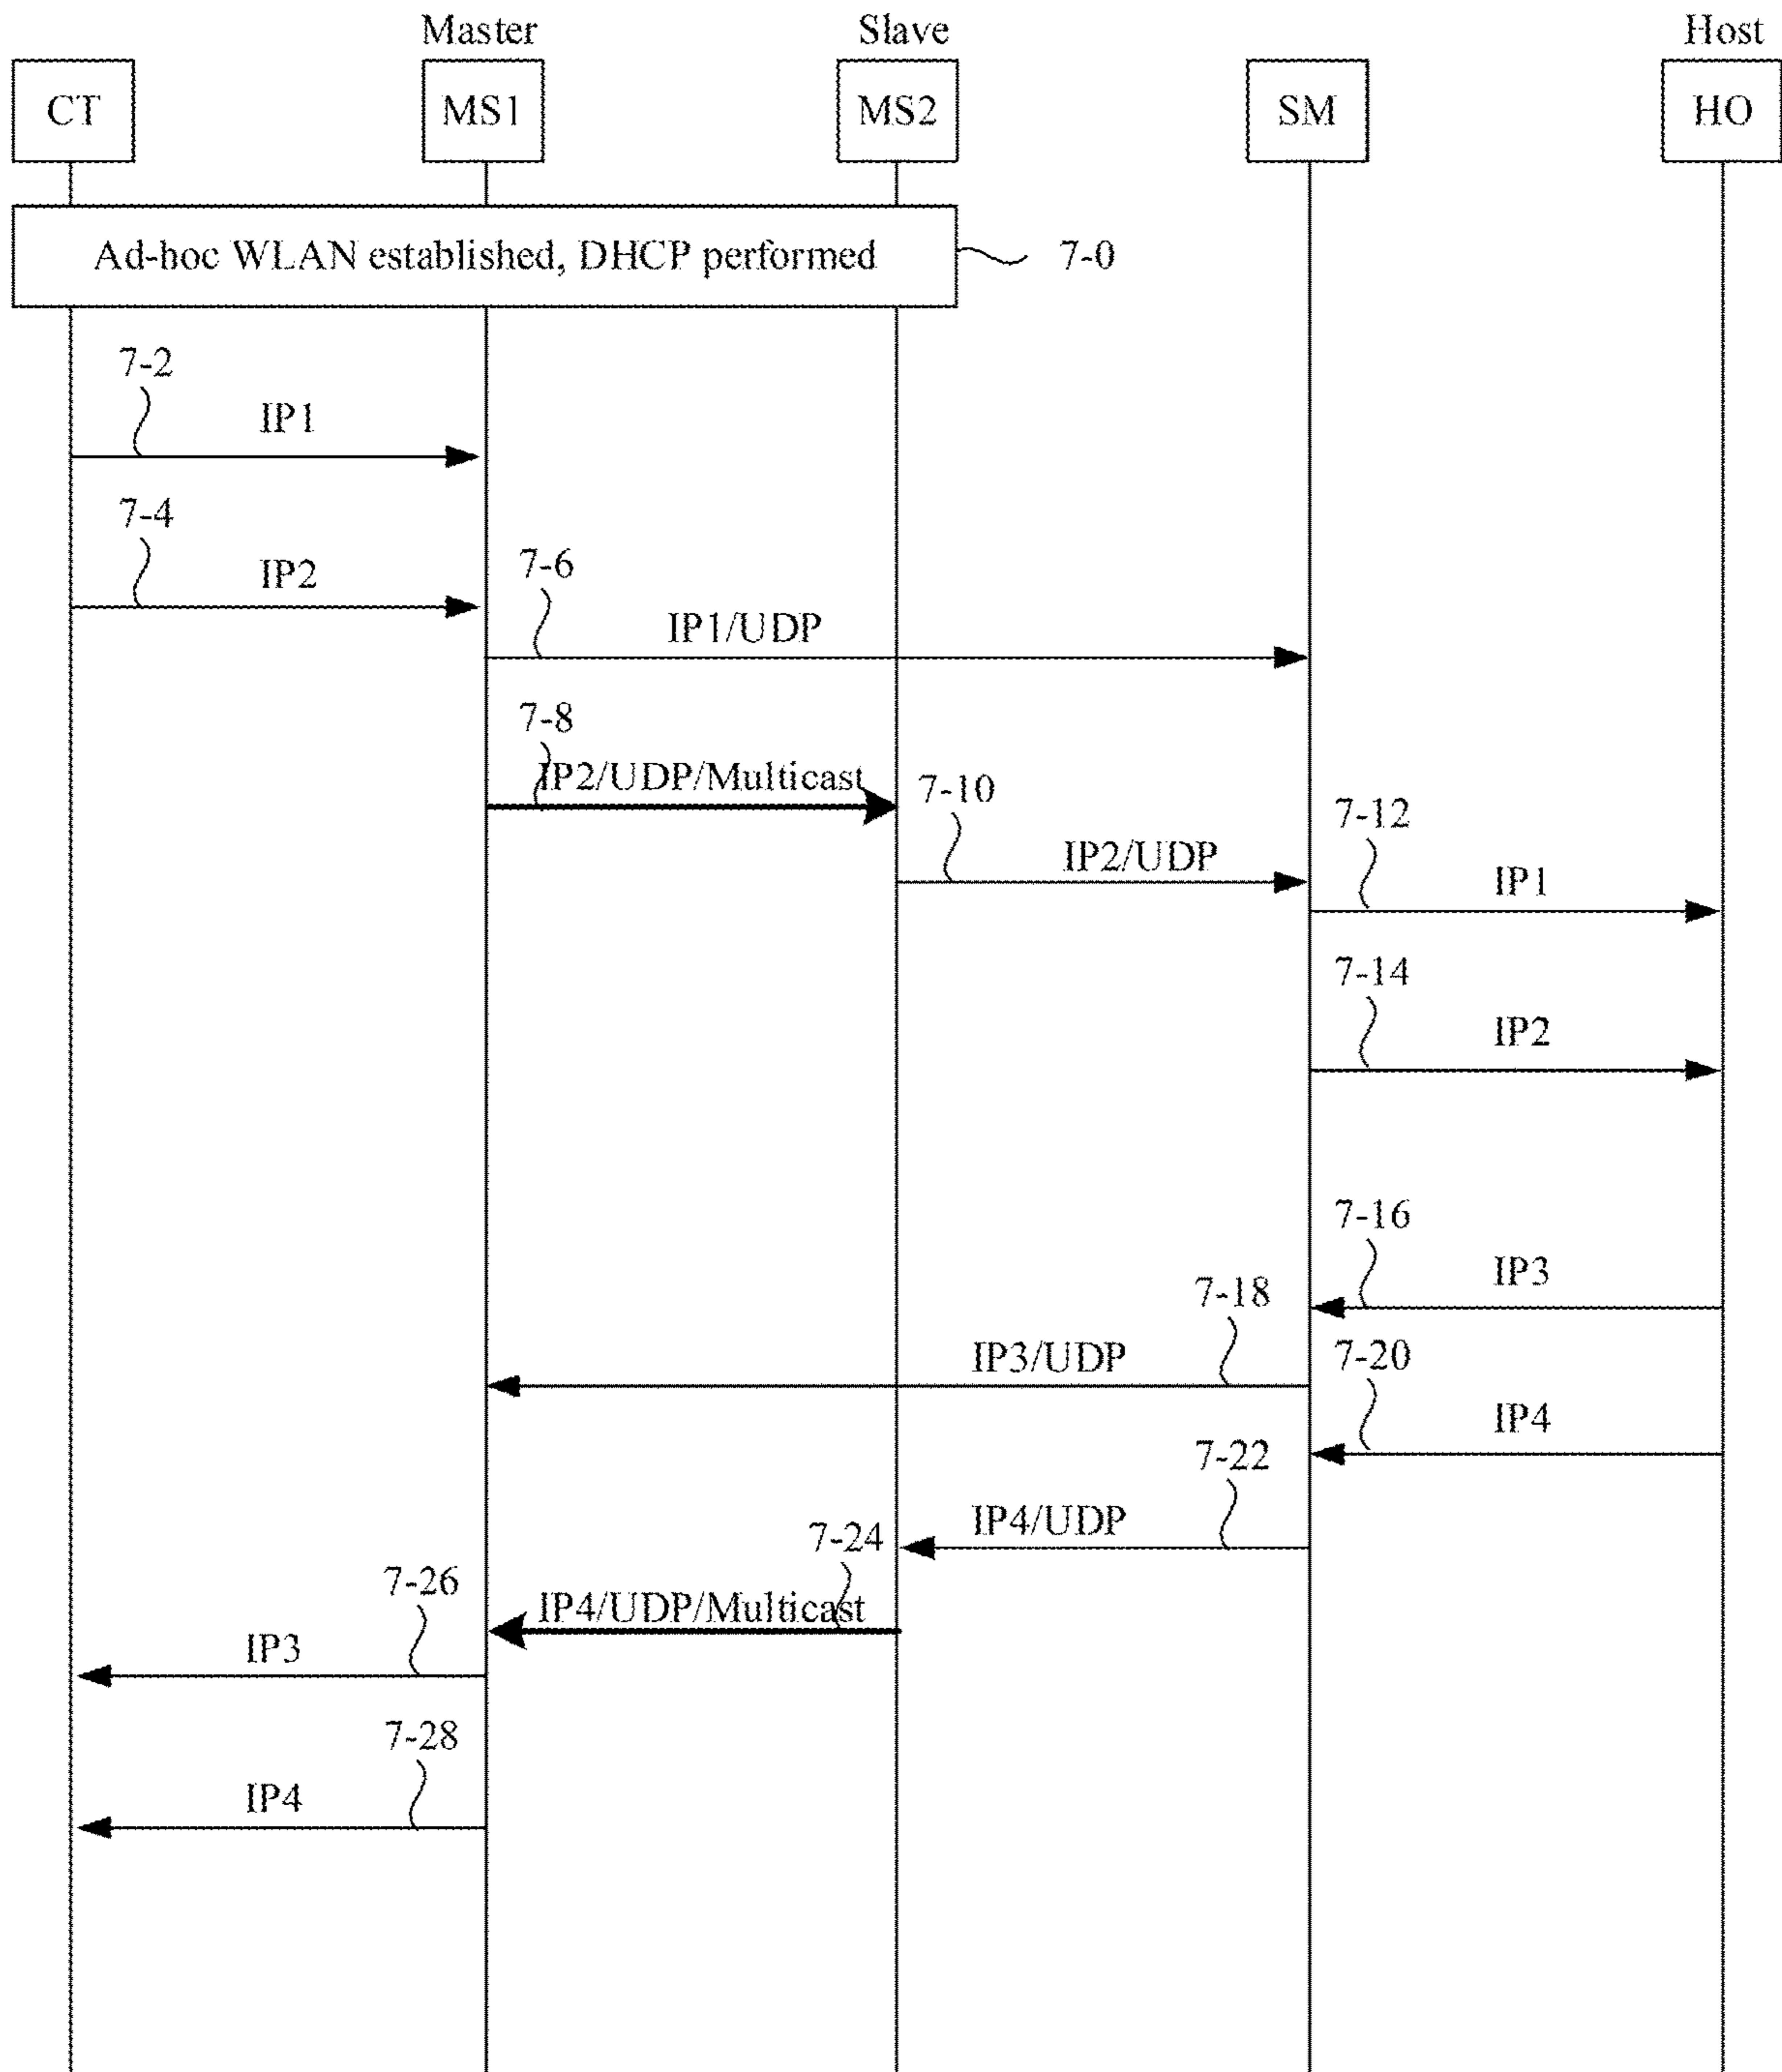 Master Slave Host
CT MS1 MS2 SM HO
Ad-hoc WLAN established, DHCP performed 7-0
7-2
IP1
7-4
IP2
7-6
IP1/UDP
7-8
IP2/UDP/Multicast
7-10
7-12
IP2/UDP
IP1
7-14
IP2
7-16
IP3
7-18
IP3/UDP
7-20
IP4
7-22
IP4/UDP
7-24
7-26
IP4/UDP/Multicast
IP3
7-28
IP4